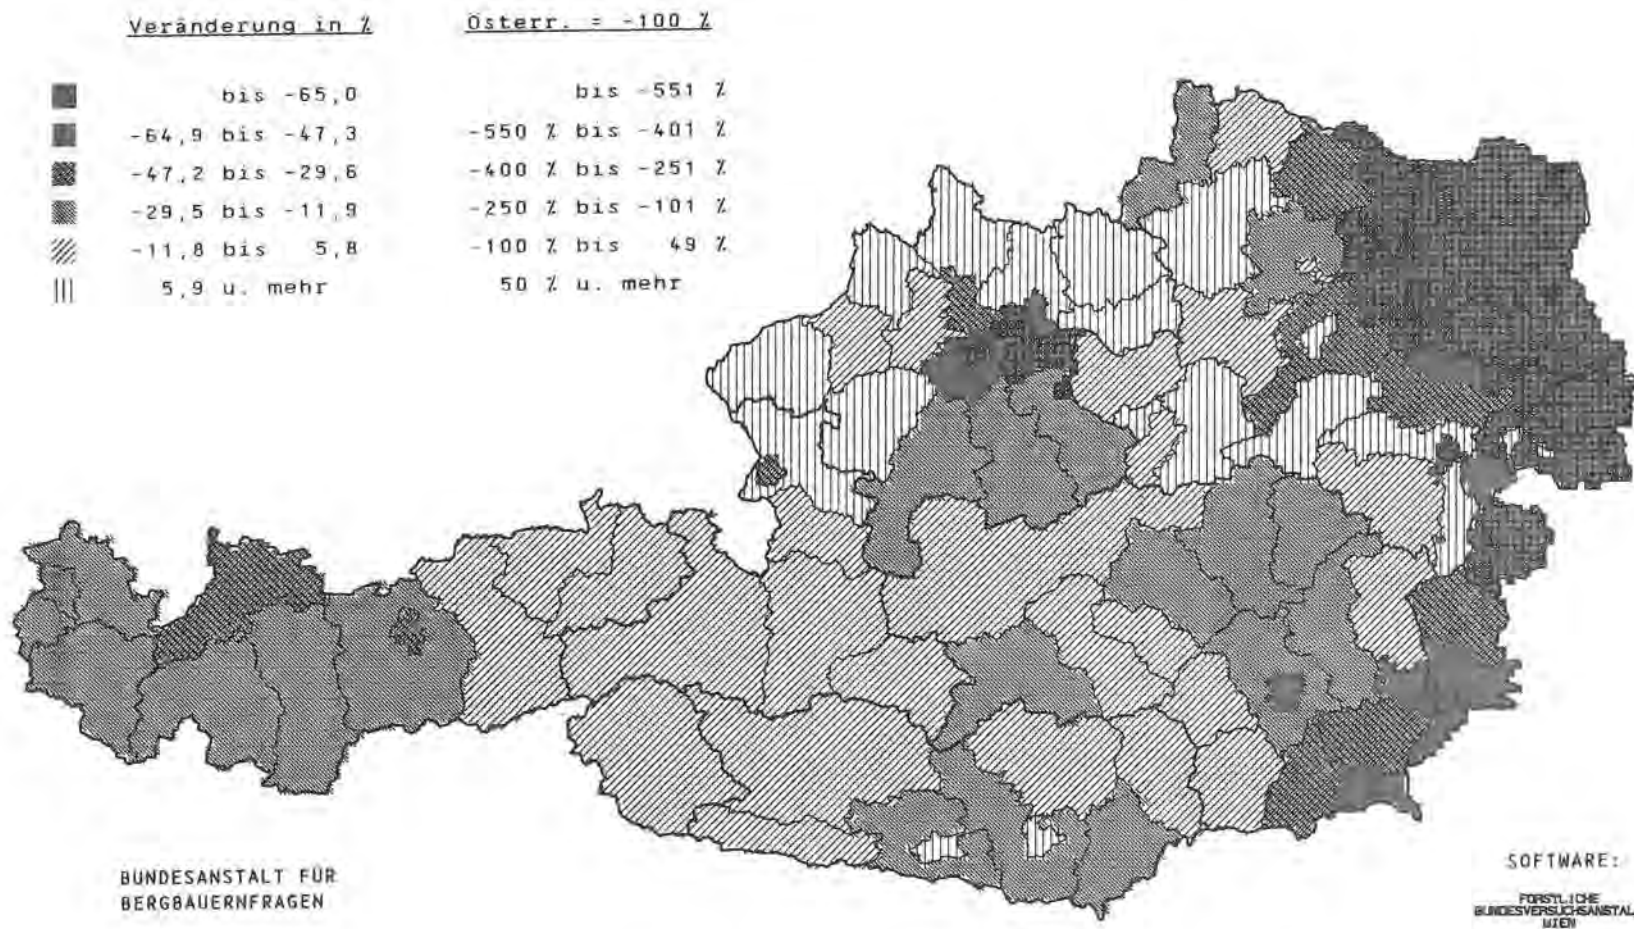 Veränderung in %   Österr. = -100 %
bis -65,0   bis -551 %
-64,9 bis -47,3   -550 % bis -401 %
-47,2 bis -29,6   -400 % bis -251 %
-29,5 bis -11,9   -250 % bis -101 %
-11,8 bis 5,8   -100 % bis 49 %
5,9 u. mehr   50 % u. mehr
BUNDESANSTALT FÜR
BERGBAUERNFRAGEN
SOFTWARE:
FORSTLICHE
BUNDESVERSUCHSANSTAL
WIEN